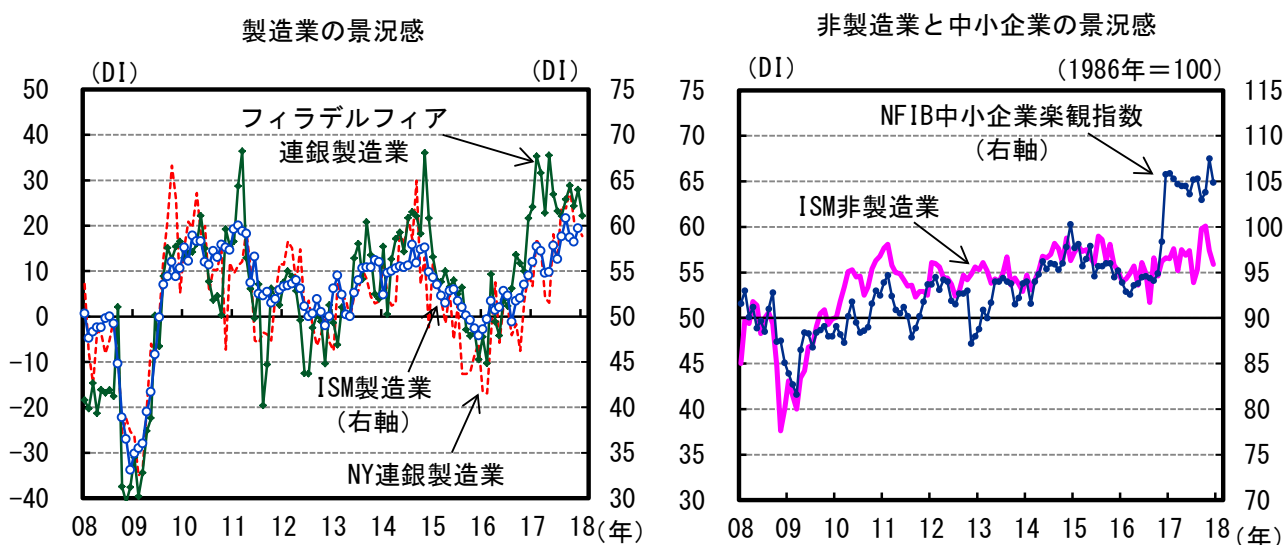 製造業の景況感
(DI)
(DI)
50
40
30
20
10
0
-10
-20
-30
-40
75
70
65
60
55
50
45
40
35
30
フィラデルフィア
連銀製造業
ISM製造業
(右軸)
NY連銀製造業
08 09 10 11 12 13 14 15 16 17 18
(年)
非製造業と中小企業の景況感
(DI)
(1986年＝100)
75
70
65
60
55
50
45
40
35
30
115
110
105
100
95
90
85
80
75
70
NFIB中小企業楽観指数
(右軸)
ISM非製造業
08 09 10 11 12 13 14 15 16 17 18
(年)